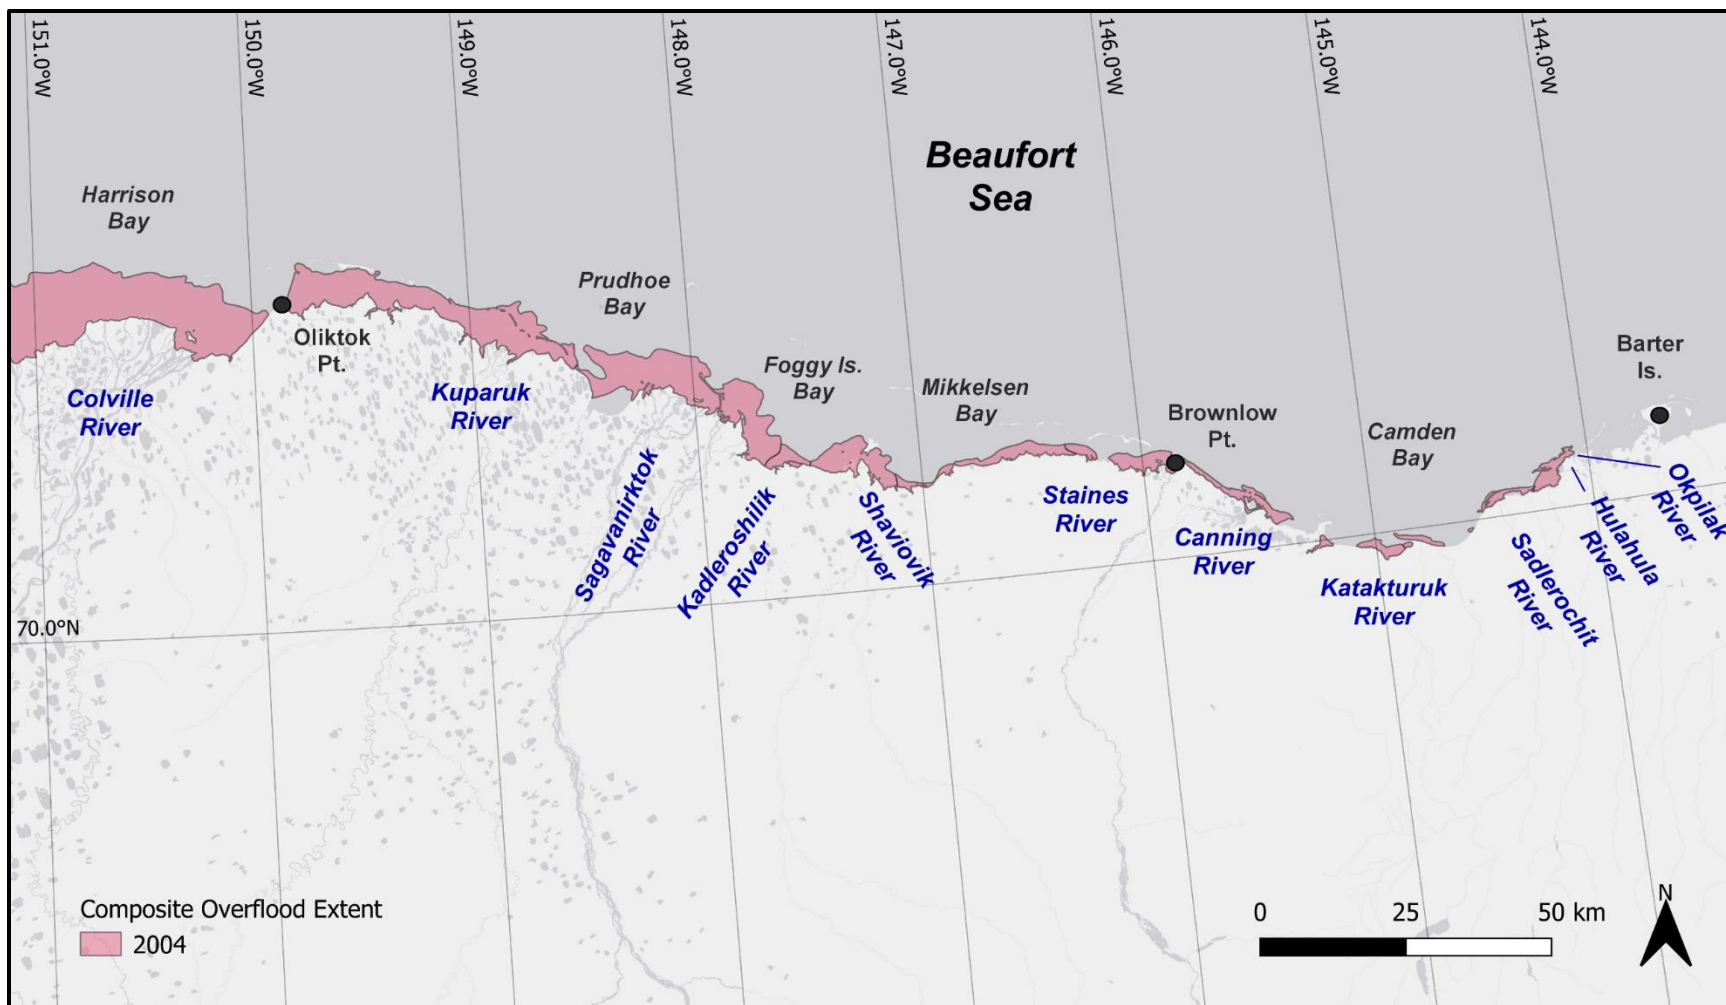 151.0°W
150.0°W
149.0°W
148.0°W
147.0°W
146.0°W
145.0°W
144.0°W
Beaufort
Sea
Harrison
Bay
Prudhoe
Bay
Oliktok
Pt.
Foggy Is.
Bay
Mikkelsen
Bay
Brownlow
Pt.
Camden
Bay
Barter
Is.
Colville
River
Kuparuk
River
Sagavanirktok
River
Kadleroshilik
River
Shaviovik
River
Staines
River
Canning
River
Katakturuk
River
Sadlerochit
River
Hulahula
River
Okpilak
River
70.0°N
Composite Overflood Extent
2004
0 25 50 km
N